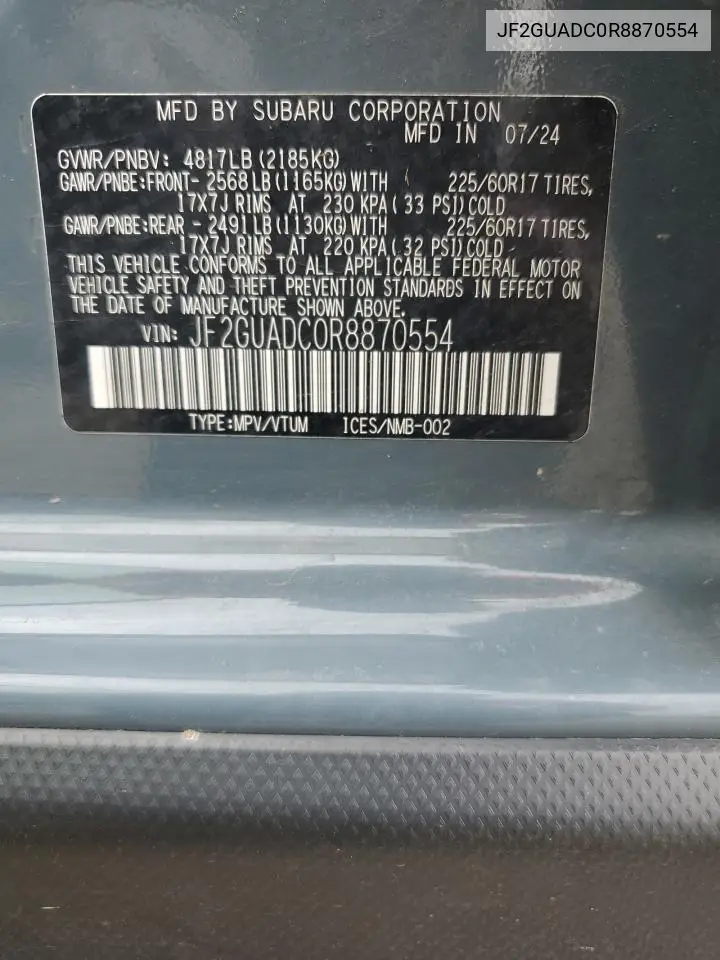 JF2GUADC0R8870554
MFD BY SUBARU CORPORATION
MFD IN 07/24
GVWR/PNBV: 4817LB(2185KG)
GAWR/PNBE:FRONT- 2568LB(1165KG)WITH 225/60R17 TIRES,
17X7J RIMS AT 230 KPA(33 PSI)COLD
GAWR/PNBE:REAR - 2491LB(1130KG)WITH 225/60R17 TIRES,
17X7J RIMS AT 220 KPA(32 PSI)COLD
THIS VEHICLE CONFORMS TO ALL APPLICABLE FEDERAL MOTOR
VEHICLE SAFETY AND THEFT PREVENTION STANDARDS IN EFFECT ON
THE DATE OF MANUFACTURE SHOWN ABOVE.
VIN: JF2GUADC0R8870554
TYPE:MPV/VTUM ICES/NMB-002